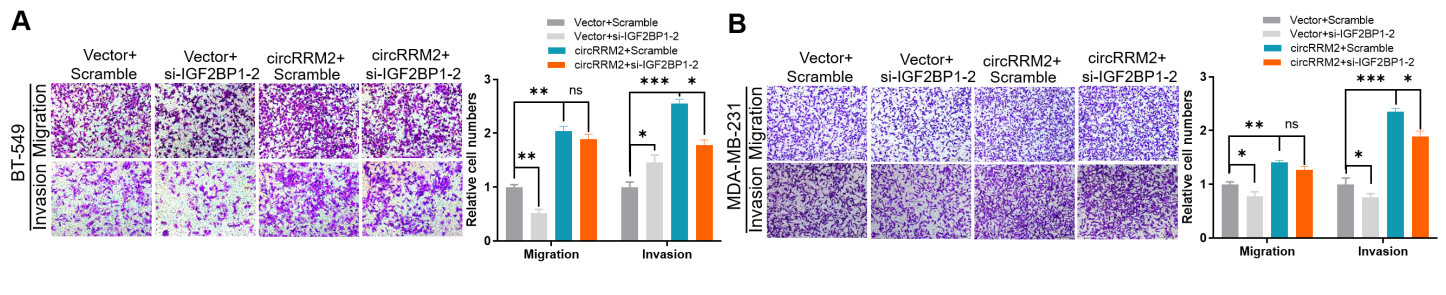 A
BT-549
Invasion Migration
Vector+
Scramble
Vector+
si-IGF2BP1-2
circRRM2+
Scramble
circRRM2+
si-IGF2BP1-2
Vector+Scramble
Vector+si-IGF2BP1-2
circRRM2+Scramble
circRRM2+si-IGF2BP1-2
Relative cell numbers
3
2
1
0
** ns
**
*** *
*
Migration
Invasion
B
MDA-MB-231
Invasion Migration
Vector+
Scramble
Vector+
si-IGF2BP1-2
circRRM2+
Scramble
circRRM2+
si-IGF2BP1-2
Vector+Scramble
Vector+si-IGF2BP1-2
circRRM2+Scramble
circRRM2+si-IGF2BP1-2
Relative cell numbers
3
2
1
0
** ns
*
*** *
*
Migration
Invasion